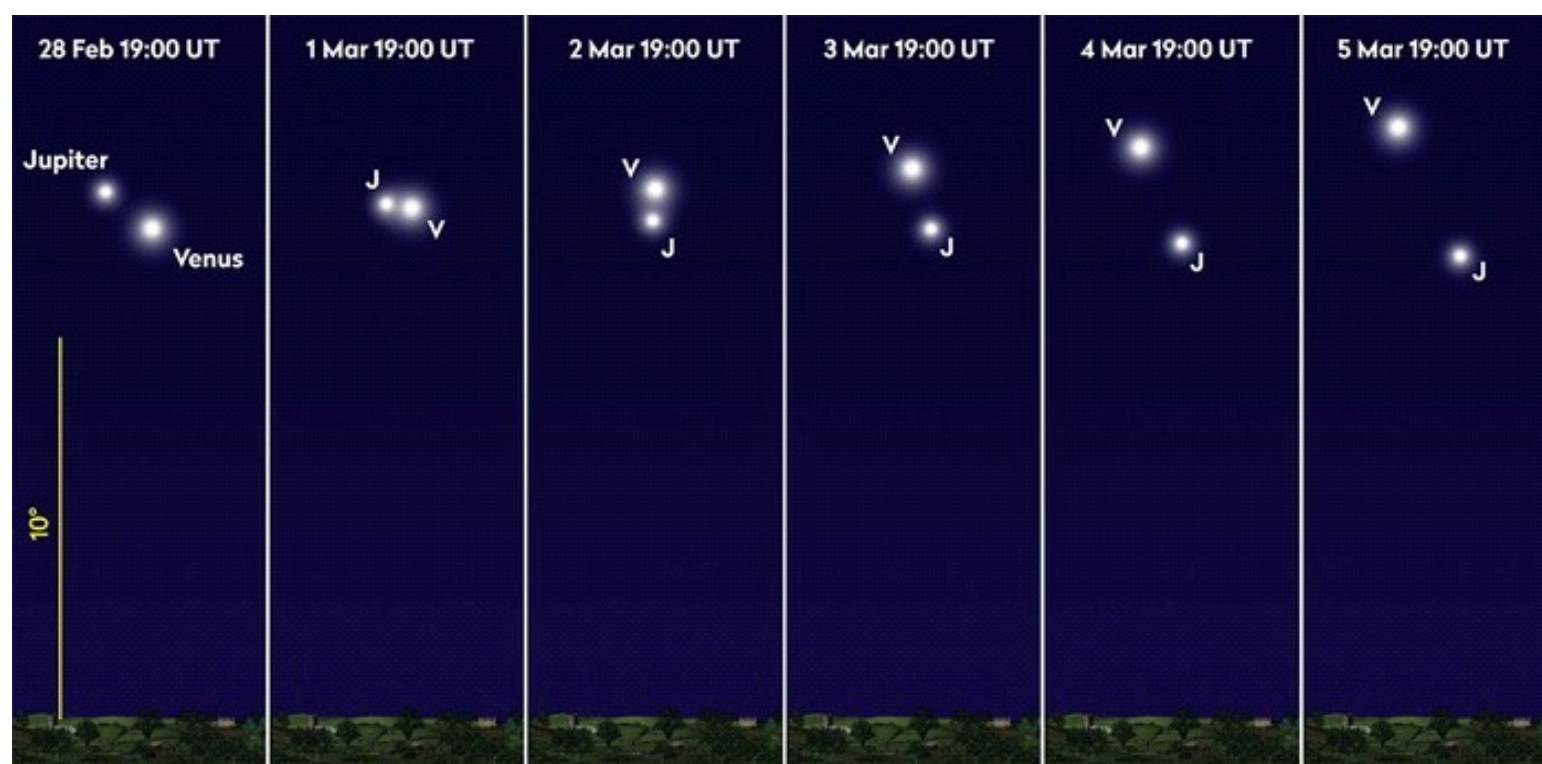 28 Feb 19:00 UT
Jupiter
Venus
10°
1 Mar 19:00 UT
J
V
2 Mar 19:00 UT
V
J
3 Mar 19:00 UT
V
J
4 Mar 19:00 UT
V
J
5 Mar 19:00 UT
V
J